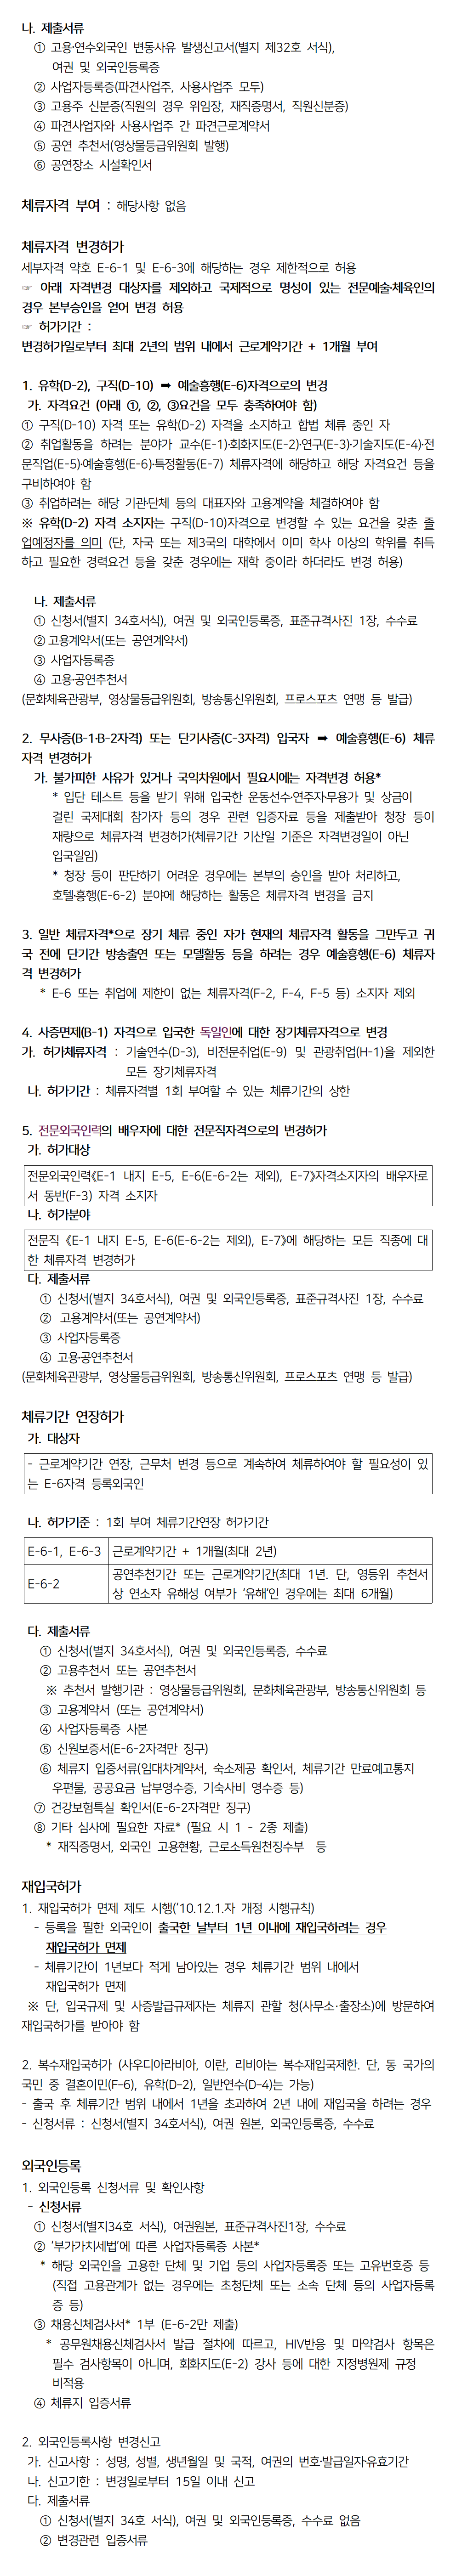 나. 제출서류
① 고용·연수외국인 변동사유 발생신고서(별지 제32호 서식),
여권 및 외국인등록증
② 사업자등록증(파견사업주, 사용사업주 모두)
③ 고용주 신분증(직원의 경우 위임장, 재직증명서, 직원신분증)
④ 파견사업자와 사용사업주 간 파견근로계약서
⑤ 공연 추천서(영상물등급위원회 발행)
⑥ 공연장소 시설확인서
체류자격 부여 : 해당사항 없음
체류자격 변경허가
세부자격 약호 E-6-1 및 E-6-3에 해당하는 경우 제한적으로 허용
☞ 아래 자격변경 대상자를 제외하고 국제적으로 명성이 있는 전문예술·체육인의
경우 본부승인을 얻어 변경 허용
☞ 허가기간 :
변경허가일로부터 최대 2년의 범위 내에서 근로계약기간 + 1개월 부여
1. 유학(D-2), 구직(D-10) ➡ 예술흥행(E-6)자격으로의 변경
가. 자격요건 (아래 ①, ②, ③요건을 모두 충족하여야 함)
① 구직(D-10) 자격 또는 유학(D-2) 자격을 소지하고 합법 체류 중인 자
② 취업활동을 하려는 분야가 교수(E-1)·회화지도(E-2)·연구(E-3)·기술지도(E-4)·전
문직업(E-5)·예술흥행(E-6)·특정활동(E-7) 체류자격에 해당하고 해당 자격요건 등을
구비하여야 함
③ 취업하려는 해당 기관·단체 등의 대표자와 고용계약을 체결하여야 함
※ 유학(D-2) 자격 소지자는 구직(D-10)자격으로 변경할 수 있는 요건을 갖춘 졸
업예정자를 의미 (단, 자국 또는 제3국의 대학에서 이미 학사 이상의 학위를 취득
하고 필요한 경력요건 등을 갖춘 경우에는 재학 중이라 하더라도 변경 허용)
나. 제출서류
① 신청서(별지 34호서식), 여권 및 외국인등록증, 표준규격사진 1장, 수수료
② 고용계약서(또는 공연계약서)
③ 사업자등록증
④ 고용·공연추천서
(문화체육관광부, 영상물등급위원회, 방송통신위원회, 프로스포츠 연맹 등 발급)
2. 무사증(B-1·B-2자격) 또는 단기사증(C-3자격) 입국자 ➡ 예술흥행(E-6) 체류
자격 변경허가
가. 불가피한 사유가 있거나 국익차원에서 필요시에는 자격변경 허용*
* 입단 테스트 등을 받기 위해 입국한 운동선수·연주자·무용가 및 상금이
걸린 국제대회 참가자 등의 경우 관련 입증자료 등을 제출받아 청장 등이
재량으로 체류자격 변경허가(체류기간 기산일 기준은 자격변경일이 아닌
입국일임)
* 청장 등이 판단하기 어려운 경우에는 본부의 승인을 받아 처리하고,
호텔·흥행(E-6-2) 분야에 해당하는 활동은 체류자격 변경을 금지
3. 일반 체류자격*으로 장기 체류 중인 자가 현재의 체류자격 활동을 그만두고 귀
국 전에 단기간 방송출연 또는 모델활동 등을 하려는 경우 예술흥행(E-6) 체류자
격 변경허가
* E-6 또는 취업에 제한이 없는 체류자격(F-2, F-4, F-5 등) 소지자 제외
4. 사증면제(B-1) 자격으로 입국한 독일인에 대한 장기체류자격으로 변경
가. 허가체류자격 : 기술연수(D-3), 비전문취업(E-9) 및 관광취업(H-1)을 제외한
모든 장기체류자격
나. 허가기간 : 체류자격별 1회 부여할 수 있는 체류기간의 상한
5. 전문외국인력의 배우자에 대한 전문직자격으로의 변경허가
가. 허가대상
전문외국인력《E-1 내지 E-5, E-6(E-6-2는 제외), E-7》자격소지자의 배우자로
서 동반(F-3) 자격 소지자
나. 허가분야
전문직 《E-1 내지 E-5, E-6(E-6-2는 제외), E-7》에 해당하는 모든 직종에 대
한 체류자격 변경허가
다. 제출서류
① 신청서(별지 34호서식), 여권 및 외국인등록증, 표준규격사진 1장, 수수료
② 고용계약서(또는 공연계약서)
③ 사업자등록증
④ 고용·공연추천서
(문화체육관광부, 영상물등급위원회, 방송통신위원회, 프로스포츠 연맹 등 발급)
체류기간 연장허가
가. 대상자
- 근로계약기간 연장, 근무처 변경 등으로 계속하여 체류하여야 할 필요성이 있
는 E-6자격 등록외국인
나. 허가기준 : 1회 부여 체류기간연장 허가기간
E-6-1, E-6-3 근로계약기간 + 1개월(최대 2년)
E-6-2 공연추천기간 또는 근로계약기간(최대 1년. 단, 영등위 추천서
상 연소자 유해성 여부가 ‘유해’인 경우에는 최대 6개월)
다. 제출서류
① 신청서(별지 34호서식), 여권 및 외국인등록증, 수수료
② 고용추천서 또는 공연추천서
※ 추천서 발행기관 : 영상물등급위원회, 문화체육관광부, 방송통신위원회 등
③ 고용계약서 (또는 공연계약서)
④ 사업자등록증 사본
⑤ 신원보증서(E-6-2자격만 징구)
⑥ 체류지 입증서류(임대차계약서, 숙소제공 확인서, 체류기간 만료예고통지
우편물, 공공요금 납부영수증, 기숙사비 영수증 등)
⑦ 건강보험특실 확인서(E-6-2자격만 징구)
⑧ 기타 심사에 필요한 자료* (필요 시 1 - 2종 제출)
* 재직증명서, 외국인 고용현황, 근로소득원천징수부 등
재입국허가
1. 재입국허가 면제 제도 시행(‘10.12.1.자 개정 시행규칙)
- 등록을 필한 외국인이 출국한 날부터 1년 이내에 재입국하려는 경우
재입국허가 면제
- 체류기간이 1년보다 적게 남아있는 경우 체류기간 범위 내에서
재입국허가 면제
※ 단, 입국규제 및 사증발급규제자는 체류지 관할 청(사무소·출장소)에 방문하여
재입국허가를 받아야 함
2. 복수재입국허가 (사우디아라비아, 이란, 리비아는 복수재입국제한. 단, 동 국가의
국민 중 결혼이민(F-6), 유학(D-2), 일반연수(D-4)는 가능)
- 출국 후 체류기간 범위 내에서 1년을 초과하여 2년 내에 재입국을 하려는 경우
- 신청서류 : 신청서(별지 34호서식), 여권 원본, 외국인등록증, 수수료
외국인등록
1. 외국인등록 신청서류 및 확인사항
- 신청서류
① 신청서(별지34호 서식), 여권원본, 표준규격사진1장, 수수료
② ‘부가가치세법’에 따른 사업자등록증 사본*
* 해당 외국인을 고용한 단체 및 기업 등의 사업자등록증 또는 고유번호증 등
(직접 고용관계가 없는 경우에는 초청단체 또는 소속 단체 등의 사업자등록
증 등)
③ 채용신체검사서* 1부 (E-6-2만 제출)
* 공무원채용신체검사서 발급 절차에 따르고, HIV반응 및 마약검사 항목은
필수 검사항목이 아니며, 회화지도(E-2) 강사 등에 대한 지정병원제 규정
비적용
④ 체류지 입증서류
2. 외국인등록사항 변경신고
가. 신고사항 : 성명, 성별, 생년월일 및 국적, 여권의 번호·발급일자·유효기간
나. 신고기한 : 변경일로부터 15일 이내 신고
다. 제출서류
① 신청서(별지 34호 서식), 여권 및 외국인등록증, 수수료 없음
② 변경관련 입증서류